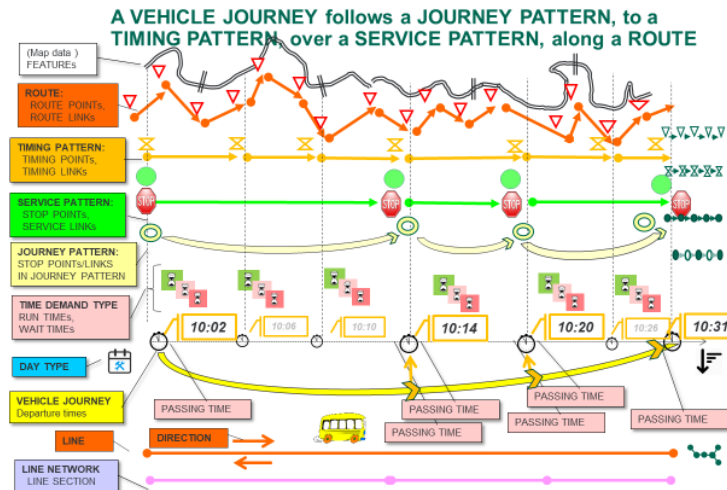 A VEHICLE JOURNEY follows a JOURNEY PATTERN, to a
TIMING PATTERN, over a SERVICE PATTERN, along a ROUTE
(Map data )
FEATUREs
ROUTE:
ROUTE POINTs,
ROUTE LINKs
TIMING PATTERN:
TIMING POINTs,
TIMING LINKs
SERVICE PATTERN:
STOP POINTs,
SERVICE LINKs
STOP
STOP
STOP
STOP
JOURNEY PATTERN:
STOP POINTs/LINKS
IN JOURNEY PATTERN
TIME DEMAND TYPE
RUN TIMEs,
WAIT TIMEs
10:02
10:06
10:10
10:14
10:20
10:26
10:31
DAY TYPE
VEHICLE JOURNEY
Departure times
PASSING TIME
PASSING TIME
PASSING TIME
PASSING TIME
PASSING TIME
PASSING TIME
LINE
DIRECTION
LINE NETWORK
LINE SECTION